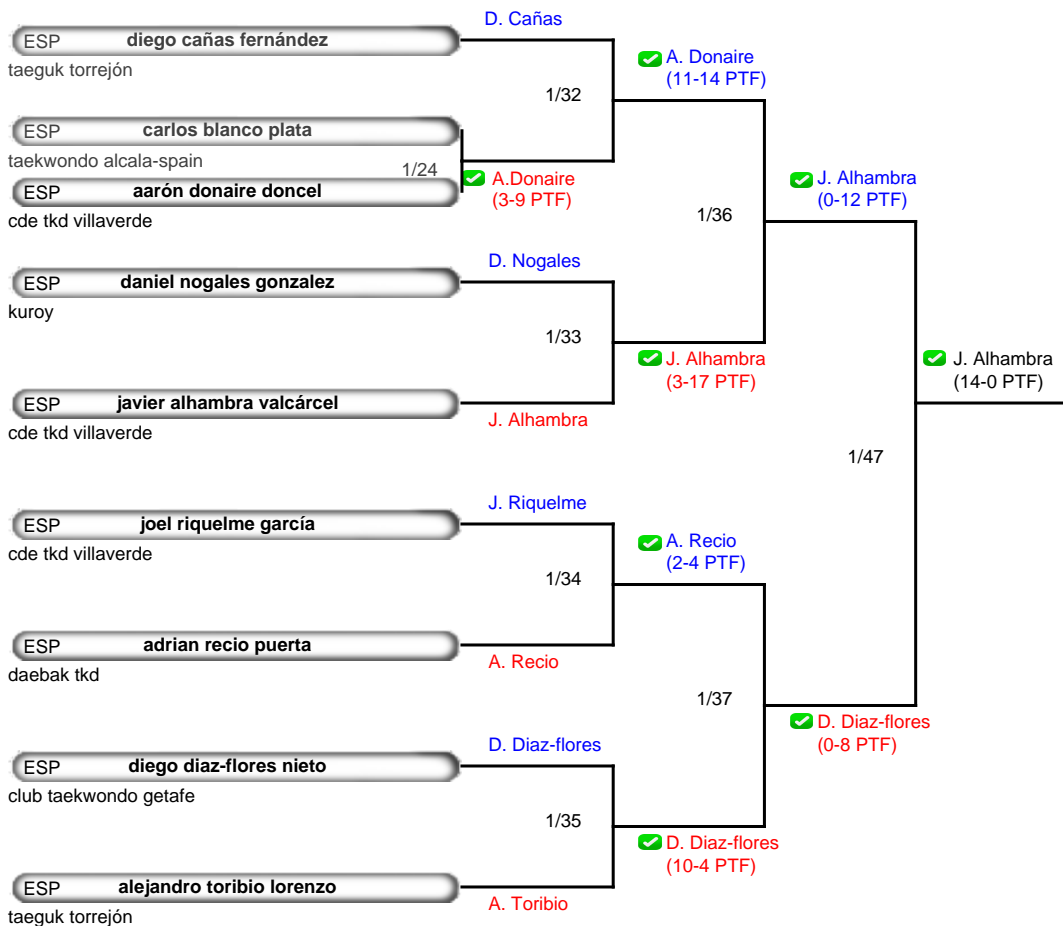 D. Cañas
ESP diego cañas fernández
taeguk torrejón
A. Donaire
(11-14 PTF)
1/32
ESP carlos blanco plata
taekwondo alcala-spain
1/24
A.Donaire
(3-9 PTF)
ESP aarón donaire doncel
cde tkd villaverde
J. Alhambra
(0-12 PTF)
1/36
D. Nogales
ESP daniel nogales gonzalez
kuroy
1/33
J. Alhambra
(3-17 PTF)
J. Alhambra
(14-0 PTF)
ESP javier alhambra valcárcel
cde tkd villaverde
J. Alhambra
1/47
J. Riquelme
ESP joel riquelme garcía
cde tkd villaverde
A. Recio
(2-4 PTF)
1/34
ESP adrian recio puerta
daebak tkd
A. Recio
1/37
D. Diaz-flores
(0-8 PTF)
D. Diaz-flores
ESP diego diaz-flores nieto
club taekwondo getafe
1/35
D. Diaz-flores
(10-4 PTF)
ESP alejandro toribio lorenzo
taeguk torrejón
A. Toribio